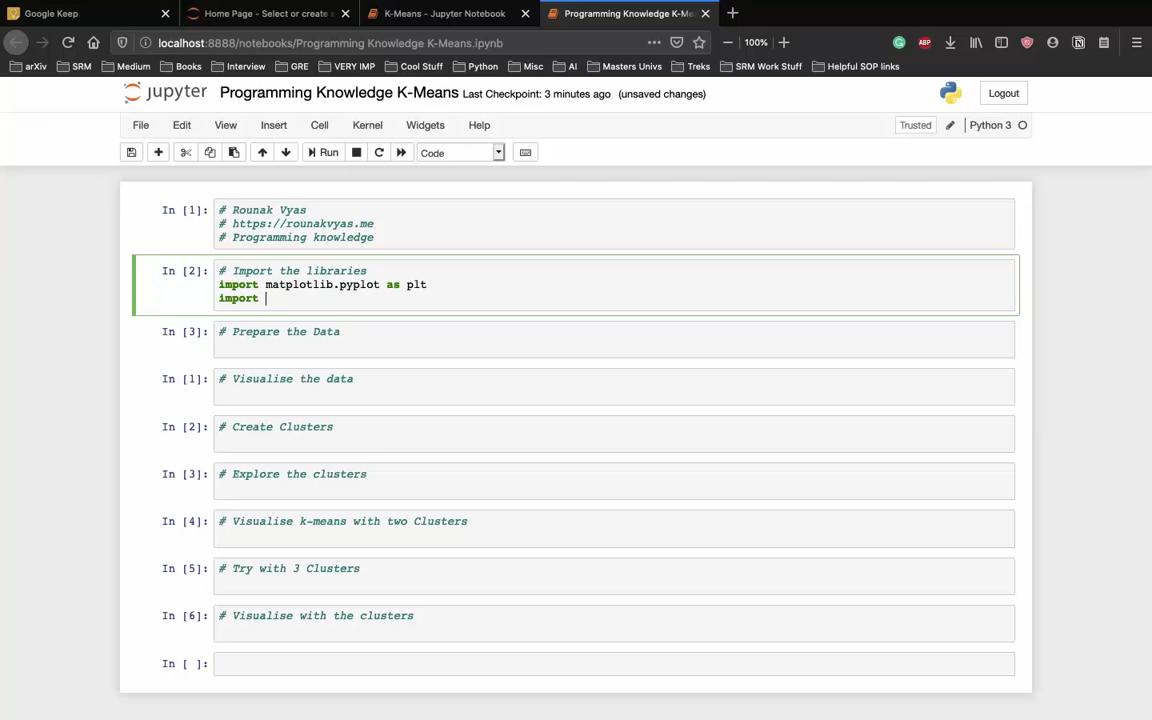 Google Keep
Home Page - Select or create
K-Means - Jupyter Notebook
Programming Knowledge K-Me
localhost:8888/notebooks/Programming Knowledge K-Means.ipynb
100%
ABP
arXiv
SRM
Medium
Books
Interview
GRE
VERY IMP
Cool Stuff
Python
Misc
AI
Masters Univs
Treks
SRM Work Stuff
Helpful SOP links
jupyter
Programming Knowledge K-Means Last Checkpoint: 3 minutes ago (unsaved changes)
Logout
File Edit View Insert Cell Kernel Widgets Help
Trusted
Python 3
Run
Code
In [1]: # Rounak Vyas
# https://rounakvyas.me
# Programming knowledge
In [2]: # Import the libraries
import matplotlib.pyplot as plt
import
In [3]: # Prepare the Data
In [1]: # Visualise the data
In [2]: # Create Clusters
In [3]: # Explore the clusters
In [4]: # Visualise k-means with two Clusters
In [5]: # Try with 3 Clusters
In [6]: # Visualise with the clusters
In [ ]: